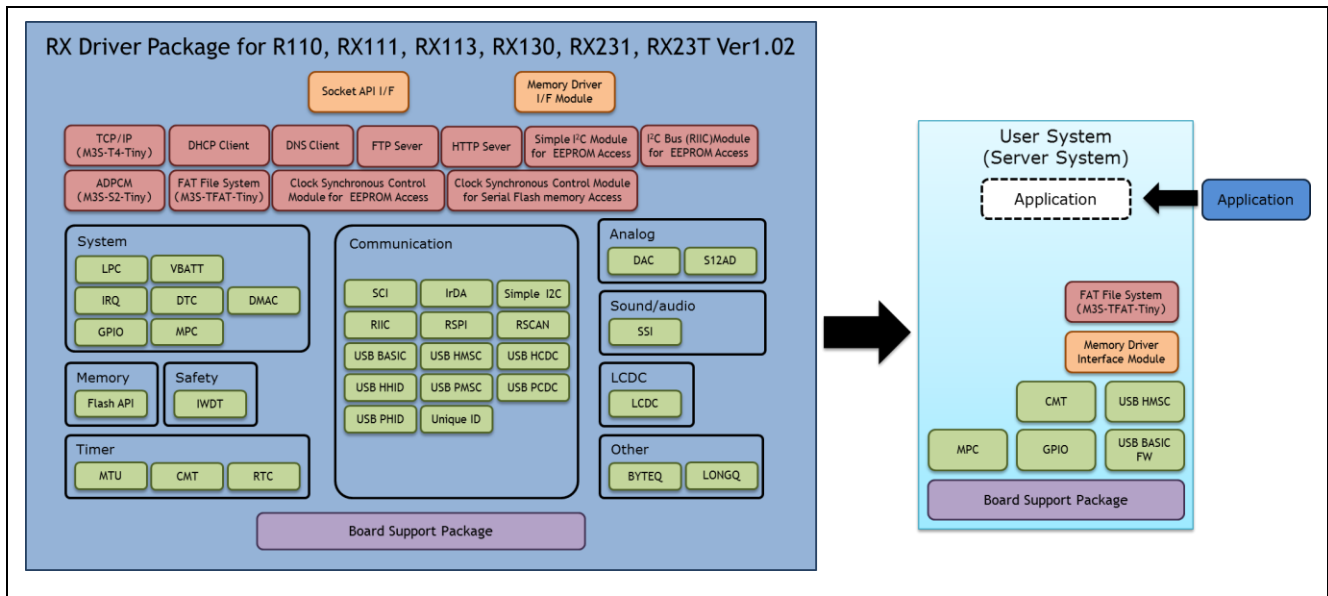 RX Driver Package for R110, RX111, RX113, RX130, RX231, RX23T Ver1.02
Socket API I/F
Memory Driver
I/F Module
TCP/IP
(M3S-T4-Tiny)
DHCP Client
DNS Client
FTP Sever
HTTP Sever
Simple I²C Module
for EEPROM Access
I²C Bus (RIIC)Module
for EEPROM Access
ADPCM
(M3S-S2-Tiny)
FAT File System
(M3S-TFAT-Tiny)
Clock Synchronous Control
Module for EEPROM Access
Clock Synchronous Control Module
for Serial Flash memory Access
System
LPC
VBATT
IRQ
DTC
DMAC
GPIO
MPC
Memory
Flash API
Safety
IWDT
Timer
MTU
CMT
RTC
Communication
SCI
IrDA
Simple I2C
RIIC
RSPI
RSCAN
USB BASIC
USB HMSC
USB HCDC
USB HHID
USB PMSC
USB PCDC
USB PHID
Unique ID
Analog
DAC
S12AD
Sound/audio
SSI
LCDC
LCDC
Other
BYTEQ
LONGQ
Board Support Package
User System
(Server System)
Application
Application
FAT File System
(M3S-TFAT-Tiny)
Memory Driver
Interface Module
CMT
USB HMSC
MPC
GPIO
USB BASIC
FW
Board Support Package